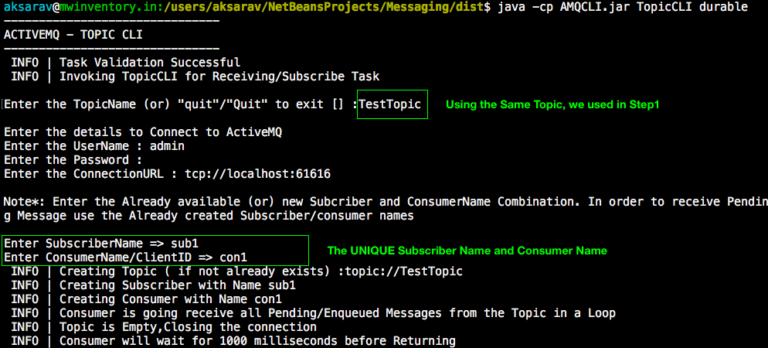 aksarav@mwinventory.in:/users/aksarav/NetBeansProjects/Messaging/dist$ java -cp AMQCLI.jar TopicCLI durable
-------------------------------
ACTIVEMQ - TOPIC CLI
-------------------------------
INFO | Task Validation Successful
INFO | Invoking TopicCLI for Receiving/Subscribe Task
Enter the TopicName (or) "quit"/"Quit" to exit [] :TestTopic Using the Same Topic, we used in Step1
Enter the details to Connect to ActiveMQ
Enter the UserName : admin
Enter the Password :
Enter the ConnectionURL : tcp://localhost:61616
Note*: Enter the Already available (or) new Subcriber and ConsumerName Combination. In order to receive Pendin
g Message use the Already created Subscriber/consumer names
Enter SubscriberName => sub1
The UNIQUE Subscriber Name and Consumer Name
Enter ConsumerName/ClientID => con1
INFO | Creating Topic ( if not already exists) :topic://TestTopic
INFO | Creating Subscriber with Name sub1
INFO | Creating Consumer with Name con1
INFO | Consumer is going receive all Pending/Enqueued Messages from the Topic in a Loop
INFO | Topic is Empty,Closing the connection
INFO | Consumer will wait for 1000 milliseconds before Returning